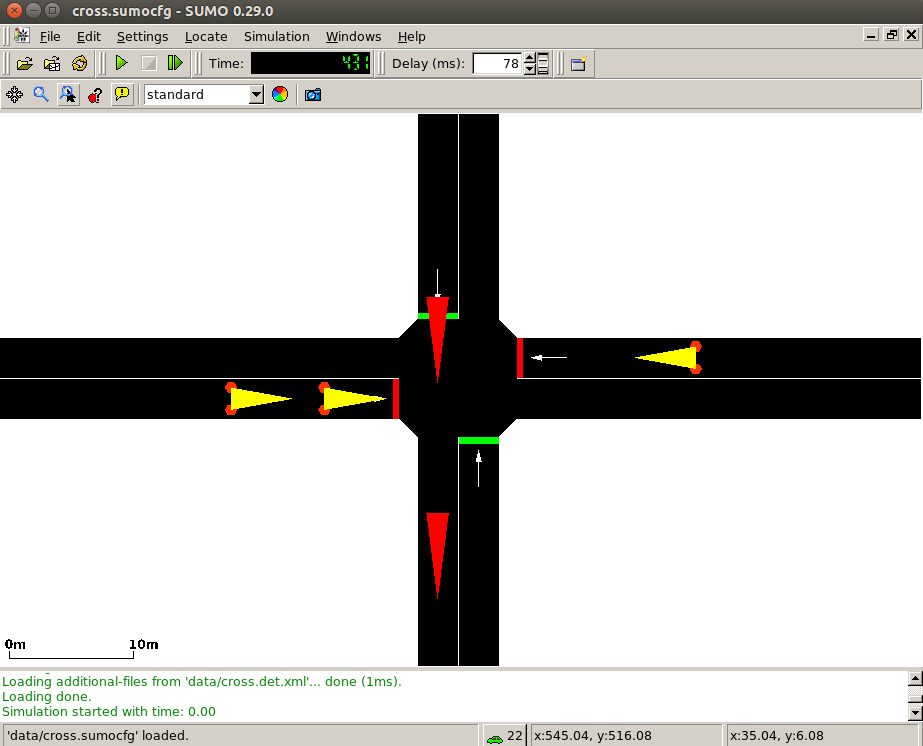 cross.sumocfg - SUMO 0.29.0
File Edit Settings Locate Simulation Windows Help
Time: 431 Delay (ms): 78
standard
0m 10m
Loading additional-files from 'data/cross.det.xml'... done (1ms).
Loading done.
Simulation started with time: 0.00
'data/cross.sumocfg' loaded. 22 x:545.04, y:516.08 x:35.04, y:6.08